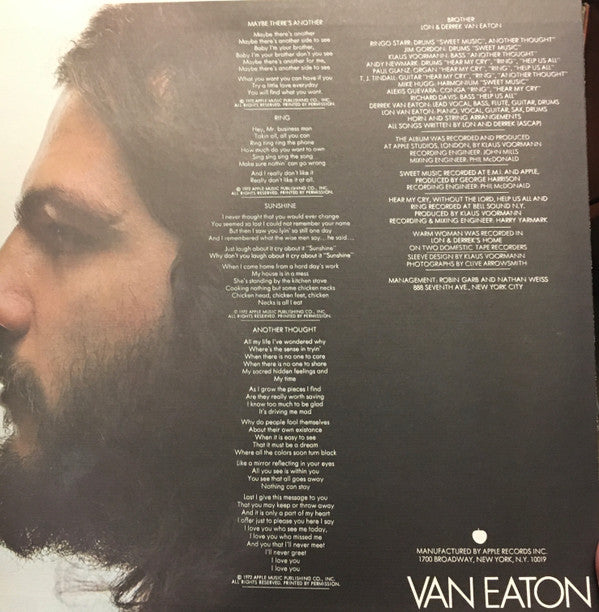 MAYBE THERE'S ANOTHER
Maybe there's another
Maybe there's another side to see
Baby I'm your brother,
Baby I'm your brother don't you see
Maybe there's another for me
Maybe there's another side to see
What you want you can have if you
Try a little love everyday
You will find what you want.
© 1972 APPLE MUSIC PUBLISHING CO., INC.
ALL RIGHTS RESERVED. PRINTED BY PERMISSION.
RING
Hey, Mr. business man
Takin all, all you can
Ring ring ring the phone
How much do you want to own
Sing sing sing the song
Make sure nothin' can go wrong
And I really don't like it
I really don't like it at all.
© 1972 APPLE MUSIC PUBLISHING CO., INC.
ALL RIGHTS RESERVED. PRINTED BY PERMISSION.
SUNSHINE
I never thought that you would ever change
You seemed so lost I could not remember your name
But then I saw you lyin' so still one day
And I remembered what the wise men say... he said...
Just laugh about it cry about it "Sunshine"
Why don't you laugh about it cry about it "Sunshine"
When I come home from a hard day's work
My house is in a mess
She's standing by the kitchen stove
Cooking nothing but some chicken necks
Chicken head, chicken feet, chicken
Necks is all I eat
© 1972 APPLE MUSIC PUBLISHING CO., INC.
ALL RIGHTS RESERVED. PRINTED BY PERMISSION.
ANOTHER THOUGHT
All my life I've wondered why
Where's the sense in tryin'
When there is no one to care
When there is no one to share
My sacred hidden feelings and
My time
As I grow the pieces I find
Are they really worth saving
I know too much to be glad
It's driving me mad
Why do people fool themselves
About their own existance
When it is easy to see
That it must be a dream
Where all the colors soon turn black
Like a mirror reflecting in your eyes
All you see is within you
You see that all goes away
Nothing can stay
Last I give this message to you
That you may keep or throw away
And it is only a part of my heart
I offer just to please you here I say
I love you who see me today,
I love you who missed me
And you that I'll never meet
I'll never greet
I love you
I love you
© 1972 APPLE MUSIC PUBLISHING CO., INC.
ALL RIGHTS RESERVED. PRINTED BY PERMISSION.
BROTHER
LON & DERREK VAN EATON
RINGO STARR: DRUMS "SWEET MUSIC", ANOTHER THOUGHT"
JIM GORDON: DRUMS "SWEET MUSIC"
KLAUS VOORMANN: BASS "ANOTHER THOUGHT"
ANDY NEWMARK: DRUMS "HEAR MY CRY", "RING", "HELP US ALL"
PAUL GLANZ: ORGAN "HEAR MY CRY", "RING", "HELP US ALL"
T. J. TINDALL: GUITAR "HEAR MY CRY", "RING", "ANOTHER THOUGHT"
MIKE HUGG: HARMONIUM "SWEET MUSIC"
ALEXIS GUEVARA: CONGA "RING", "HEAR MY CRY"
RICHARD DAVIS: BASS "HELP US ALL"
DERREK VAN EATON: LEAD VOCAL, BASS, FLUTE, GUITAR, DRUMS
LON VAN EATON: PIANO, VOCAL, GUITAR, SAX, DRUMS
HORN AND STRING ARRANGEMENTS
ALL SONGS WRITTEN BY LON AND DERREK (ASCAP)
THE ALBUM WAS RECORDED AND PRODUCED
AT APPLE STUDIOS, LONDON, BY KLAUS VOORMANN
RECORDING ENGINEER: JOHN MILLS
MIXING ENGINEER: PHIL McDONALD
SWEET MUSIC RECORDED AT E.M.I. AND APPLE,
PRODUCED BY GEORGE HARRISON
RECORDING ENGINEER: PHIL McDONALD
HEAR MY CRY, WITHOUT THE LORD, HELP US ALL AND
RING RECORDED AT BELL SOUND N.Y.
PRODUCED BY KLAUS VOORMANN
RECORDING & MIXING ENGINEER: HARRY YARMARK
WARM WOMAN WAS RECORDED IN
LON & DERREK'S HOME
ON TWO DOMESTIC TAPE RECORDERS
SLEEVE DESIGN BY KLAUS VOORMANN
PHOTOGRAPHS BY CLIVE ARROWSMITH
MANAGEMENT: ROBIN GARB AND NATHAN WEISS
888 SEVENTH AVE., NEW YORK CITY
MANUFACTURED BY APPLE RECORDS INC.
1700 BROADWAY, NEW YORK, N.Y. 10019
VAN EATON